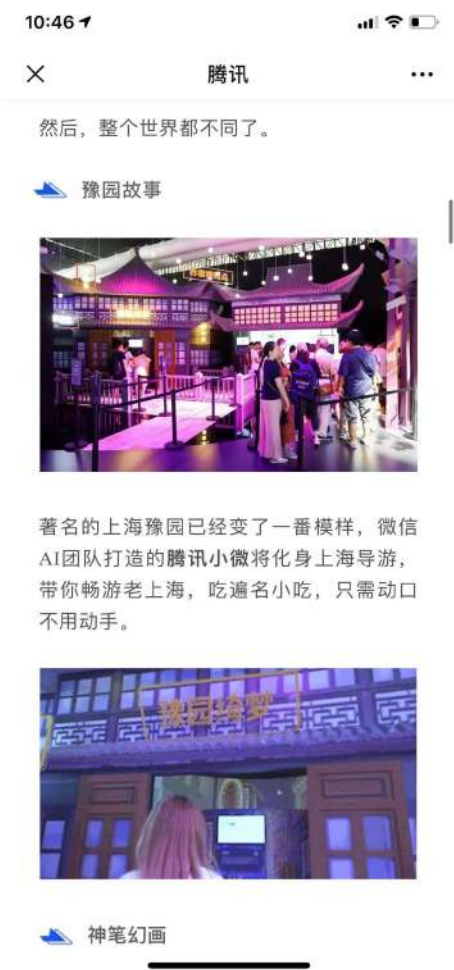 10:46
腾讯
然后，整个世界都不同了。
豫园故事
著名的上海豫园已经变了一番模样，微信
AI团队打造的腾讯小微将化身上海导游，
带你畅游老上海，吃遍名小吃，只需动口
不用动手。
豫园绮梦
神笔幻画